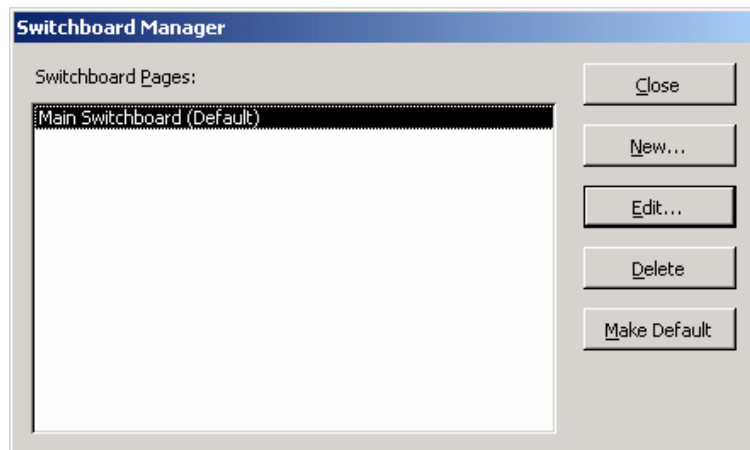 Switchboard Manager
Switchboard Pages:
Main Switchboard (Default)
Close
New...
Edit...
Delete
Make Default